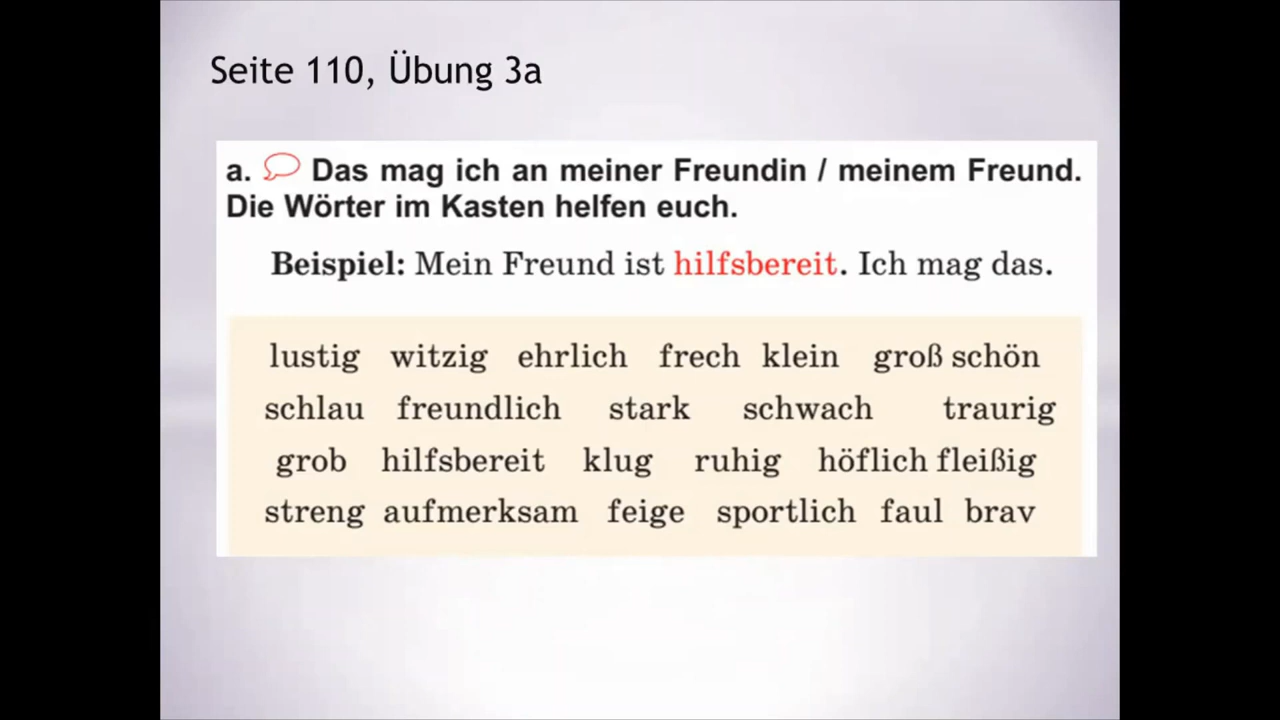 Seite 110, Übung 3a
a. Das mag ich an meiner Freundin / meinem Freund.
Die Wörter im Kasten helfen euch.
Beispiel: Mein Freund ist hilfsbereit. Ich mag das.
lustig witzig ehrlich frech klein groß schön
schlau freundlich stark schwach traurig
grob hilfsbereit klug ruhig höflich fleißig
streng aufmerksam feige sportlich faul brav